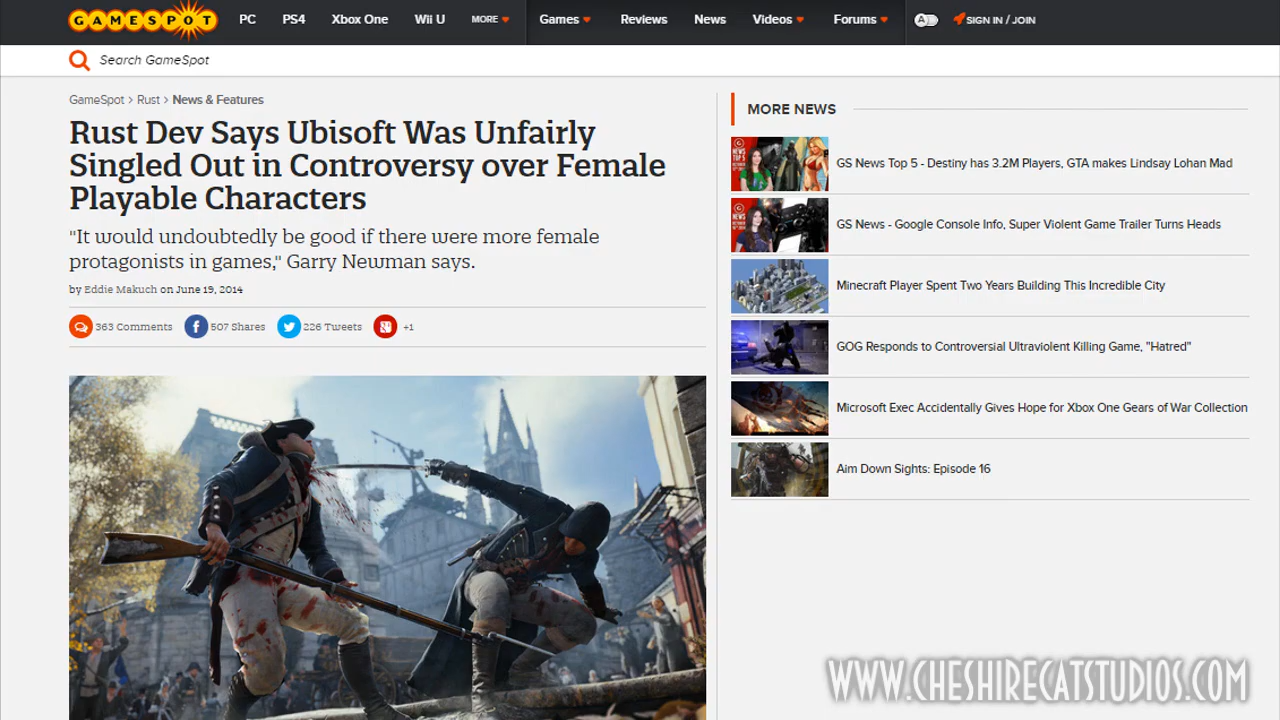 GAMESPOT
PC PS4 Xbox One Wii U MORE Games Reviews News Videos Forums SIGN IN / JOIN
Search GameSpot
GameSpot > Rust > News & Features
Rust Dev Says Ubisoft Was Unfairly
Singled Out in Controversy over Female
Playable Characters
"It would undoubtedly be good if there were more female
protagonists in games," Garry Newman says.
by Eddie Makuch on June 19, 2014
363 Comments 507 Shares 226 Tweets +1
MORE NEWS
GS News Top 5 - Destiny has 3.2M Players, GTA makes Lindsay Lohan Mad
GS News - Google Console Info, Super Violent Game Trailer Turns Heads
Minecraft Player Spent Two Years Building This Incredible City
GOG Responds to Controversial Ultraviolent Killing Game, "Hatred"
Microsoft Exec Accidentally Gives Hope for Xbox One Gears of War Collection
Aim Down Sights: Episode 16
WWW.CHESHIRECATSTUDIOS.COM